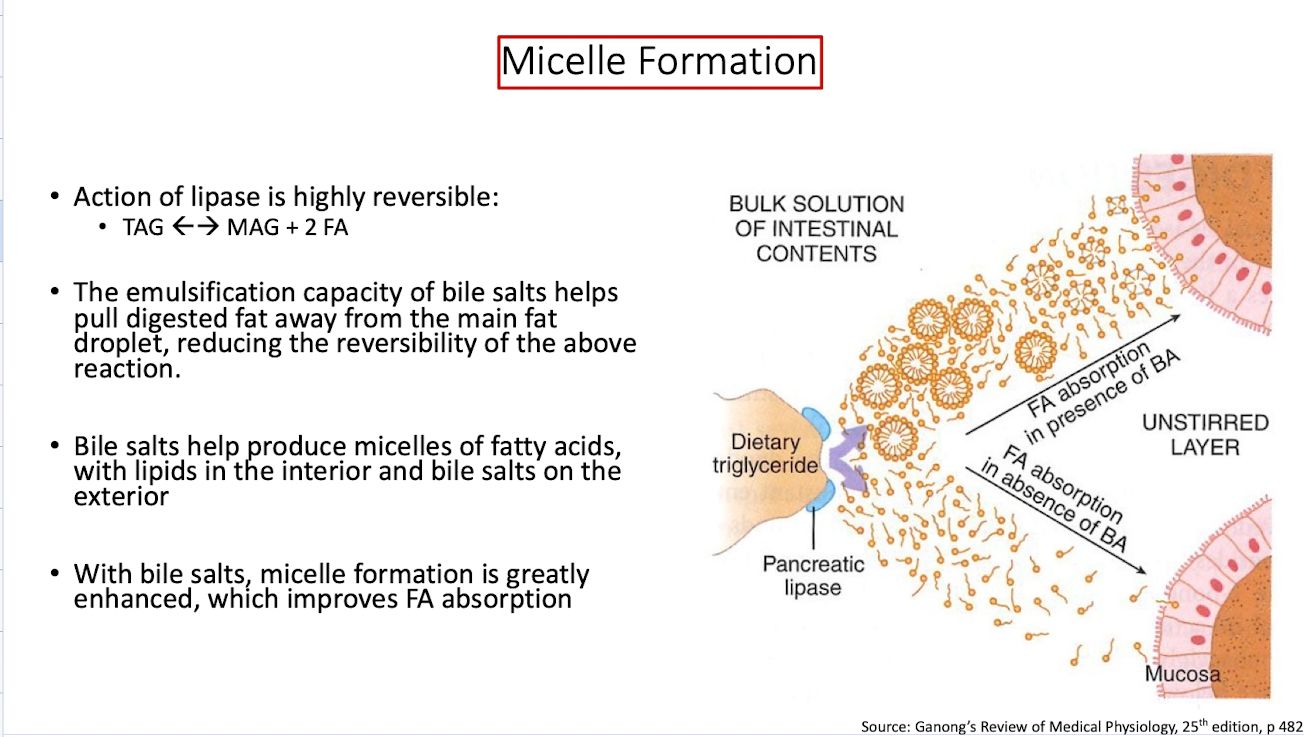 Micelle Formation
• Action of lipase is highly reversible:
• TAG ←→ MAG + 2 FA
• The emulsification capacity of bile salts helps
pull digested fat away from the main fat
droplet, reducing the reversibility of the above
reaction.
• Bile salts help produce micelles of fatty acids,
with lipids in the interior and bile salts on the
exterior
• With bile salts, micelle formation is greatly
enhanced, which improves FA absorption
BULK SOLUTION
OF INTESTINAL
CONTENTS
FA absorption
in presence of BA
UNSTIRRED
LAYER
Dietary
triglyceride
FA absorption
in absence of BA
Pancreatic
lipase
Mucosa
Source: Ganong's Review of Medical Physiology, 25th edition, p 482